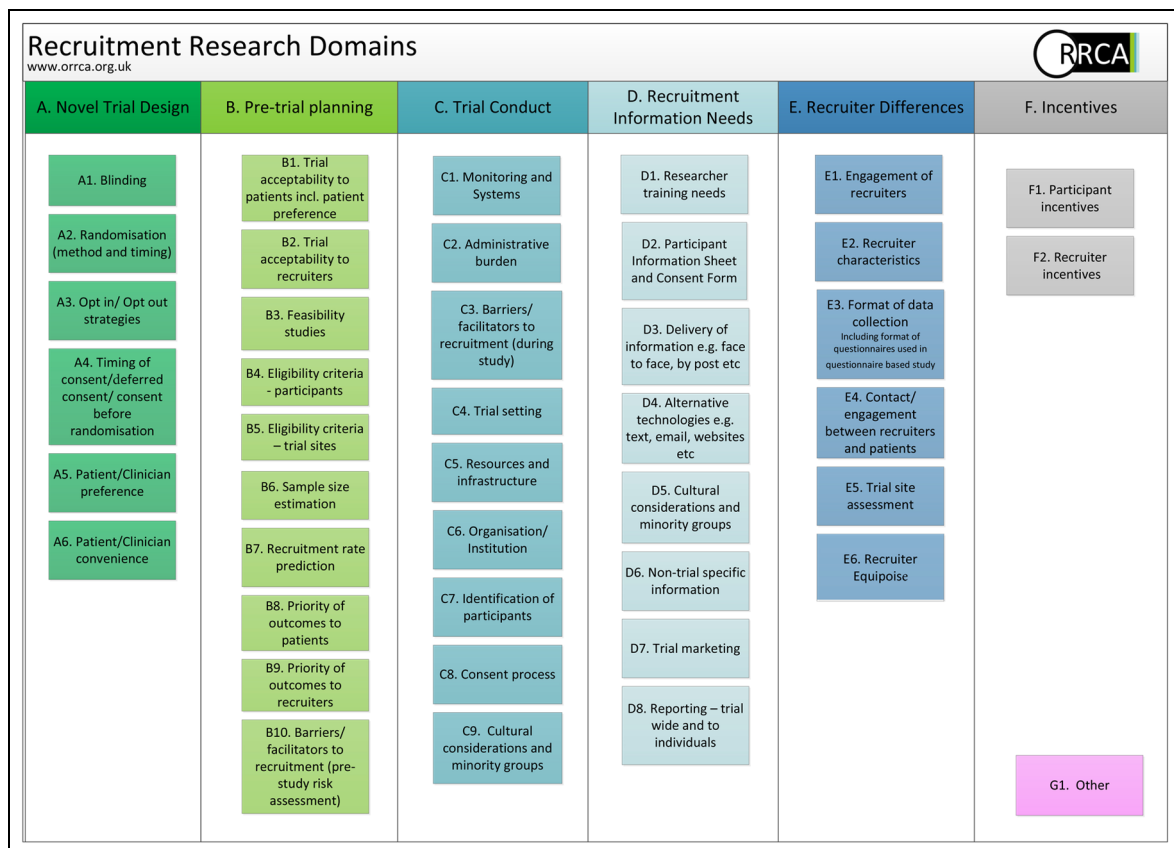 Recruitment Research Domains
www.orrca.org.uk
ORRCA
A. Novel Trial Design
B. Pre-trial planning
C. Trial Conduct
D. Recruitment
Information Needs
E. Recruiter Differences
F. Incentives
A1. Blinding
A2. Randomisation
(method and timing)
A3. Opt in/ Opt out
strategies
A4. Timing of
consent/deferred
consent/ consent
before
randomisation
A5. Patient/Clinician
preference
A6. Patient/Clinician
convenience
B1. Trial
acceptability to
patients incl. patient
preference
B2. Trial
acceptability to
recruiters
B3. Feasibility
studies
B4. Eligibility criteria
- participants
B5. Eligibility criteria
– trial sites
B6. Sample size
estimation
B7. Recruitment rate
prediction
B8. Priority of
outcomes to
patients
B9. Priority of
outcomes to
recruiters
B10. Barriers/
facilitators to
recruitment (pre-
study risk
assessment)
C1. Monitoring and
Systems
C2. Administrative
burden
C3. Barriers/
facilitators to
recruitment (during
study)
C4. Trial setting
C5. Resources and
infrastructure
C6. Organisation/
Institution
C7. Identification of
participants
C8. Consent process
C9. Cultural
considerations and
minority groups
D1. Researcher
training needs
D2. Participant
Information Sheet
and Consent Form
D3. Delivery of
information e.g. face
to face, by post etc
D4. Alternative
technologies e.g.
text, email, websites
etc
D5. Cultural
considerations and
minority groups
D6. Non-trial specific
information
D7. Trial marketing
D8. Reporting – trial
wide and to
individuals
E1. Engagement of
recruiters
E2. Recruiter
characteristics
E3. Format of data
collection
Including format of
questionnaires used in
questionnaire based study
E4. Contact/
engagement
between recruiters
and patients
E5. Trial site
assessment
E6. Recruiter
Equipoise
F1. Participant
incentives
F2. Recruiter
incentives
G1. Other